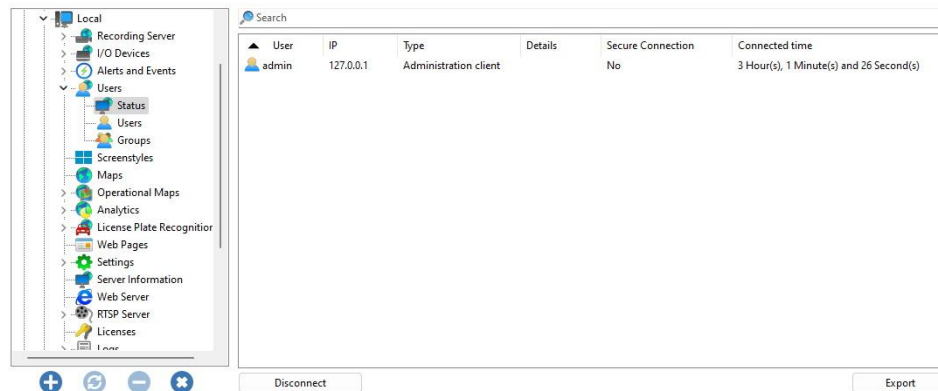 Local
Recording Server
I/O Devices
Alerts and Events
Users
Status
Users
Groups
Screenstyles
Maps
Operational Maps
Analytics
License Plate Recognition
Web Pages
Settings
Server Information
Web Server
RTSP Server
Licenses
Logs
Search
User IP Type Details Secure Connection Connected time
admin 127.0.0.1 Administration client No 3 Hour(s), 1 Minute(s) and 26 Second(s)
Disconnect Export